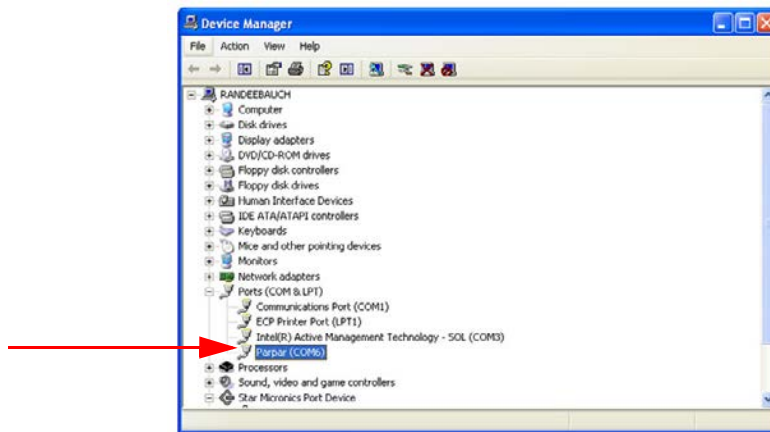 Device Manager
File Action View Help
RANDEEBAUCH
Computer
Disk drives
Display adapters
DVD/CD-ROM drives
Floppy disk controllers
Floppy disk drives
Human Interface Devices
IDE ATA/ATAPI controllers
Keyboards
Mice and other pointing devices
Monitors
Network adapters
Ports (COM & LPT)
Communications Port (COM1)
ECP Printer Port (LPT1)
Intel(R) Active Management Technology - SOL (COM3)
Parpar (COM6)
Processors
Sound, video and game controllers
Star Micronics Port Device